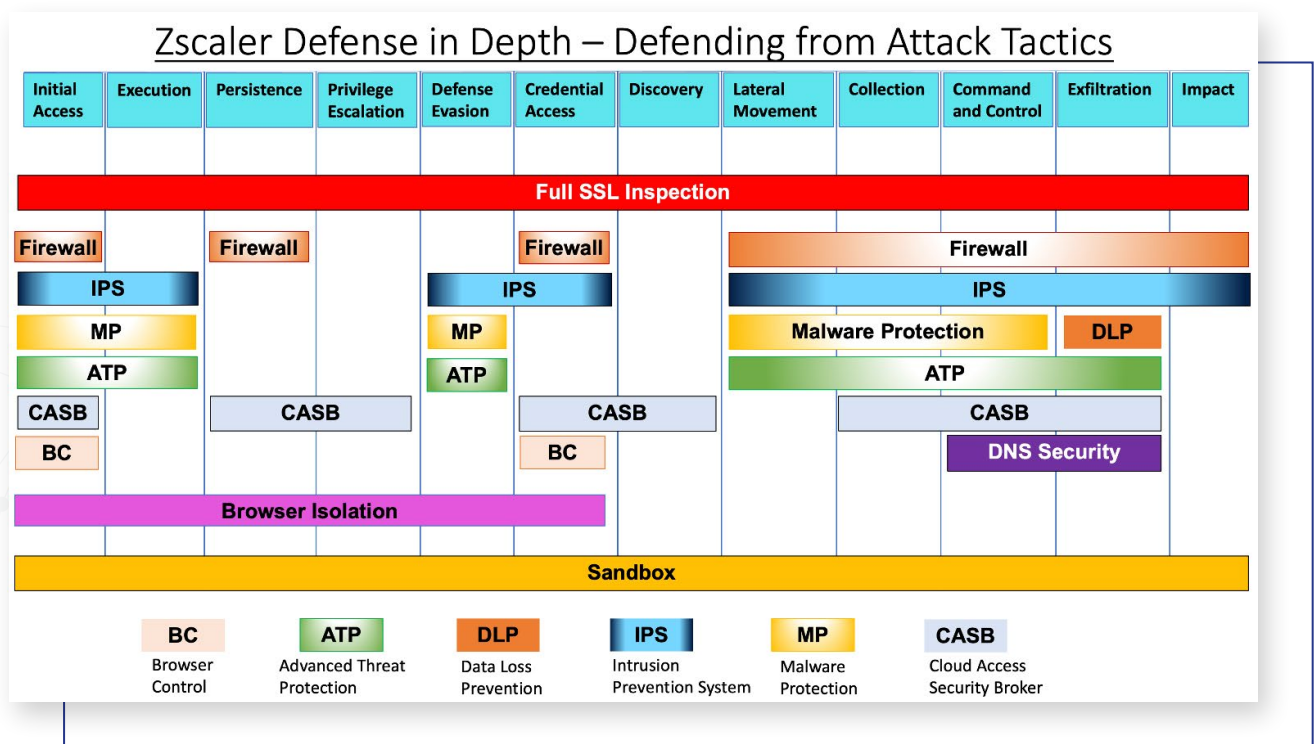 Zscaler Defense in Depth – Defending from Attack Tactics
Initial
Access
Execution
Persistence
Privilege
Escalation
Defense
Evasion
Credential
Access
Discovery
Lateral
Movement
Collection
Command
and Control
Exfiltration
Impact
Full SSL Inspection
Firewall
Firewall
Firewall
Firewall
IPS
IPS
IPS
MP
MP
Malware Protection
DLP
ATP
ATP
ATP
CASB
CASB
CASB
CASB
BC
BC
DNS Security
Browser Isolation
Sandbox
BC
Browser
Control
ATP
Advanced Threat
Protection
DLP
Data Loss
Prevention
IPS
Intrusion
Prevention System
MP
Malware
Protection
CASB
Cloud Access
Security Broker